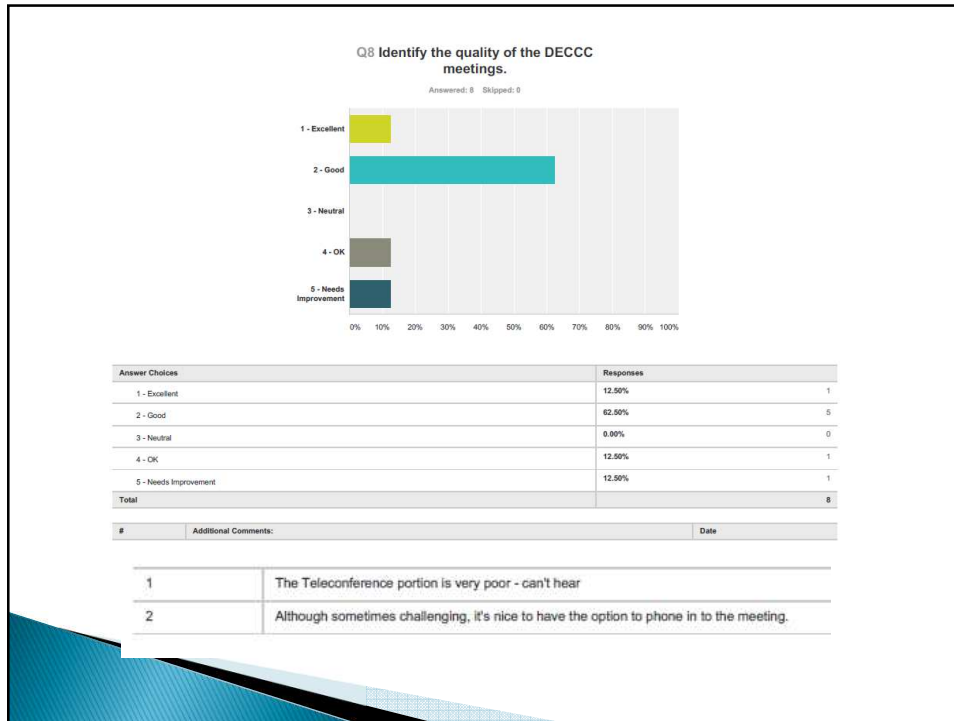 Q8 Identify the quality of the DECCC
meetings.
Answered: 8 Skipped: 0
1 - Excellent
2 - Good
3 - Neutral
4 - OK
5 - Needs
Improvement
0% 10% 20% 30% 40% 50% 60% 70% 80% 90% 100%
Answer Choices Responses
1 - Excellent 12.50% 1
2 - Good 62.50% 5
3 - Neutral 0.00% 0
4 - OK 12.50% 1
5 - Needs Improvement 12.50% 1
Total 8
# Additional Comments: Date
1 The Teleconference portion is very poor - can't hear
2 Although sometimes challenging, it's nice to have the option to phone in to the meeting.